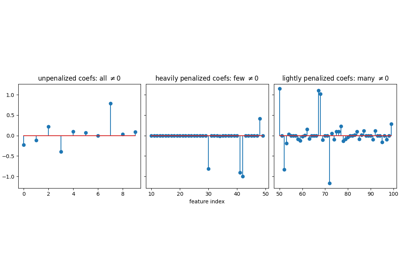 unpenalized coefs: all ≠0
heavily penalized coefs: few ≠0
lightly penalized coefs: many ≠0
1.0
0.5
0.0
−0.5
−1.0
0 2 4 6 8
10 20 30 40 50
50 60 70 80 90 100
feature index